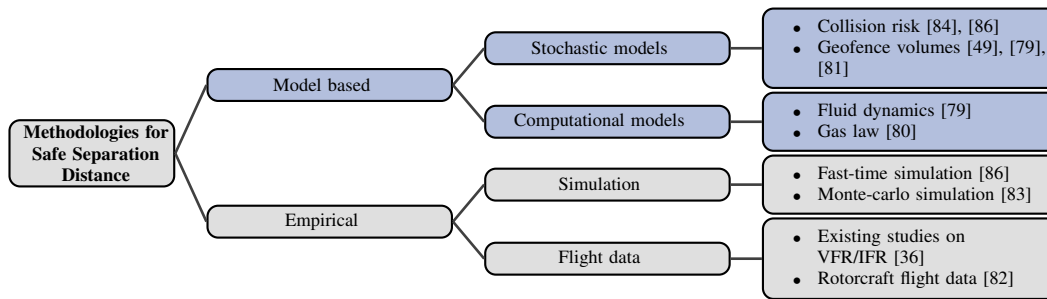 Methodologies for
Safe Separation
Distance
Model based
Empirical
Stochastic models
Computational models
Simulation
Flight data
• Collision risk [84], [86]
• Geofence volumes [49], [79],
[81]
• Fluid dynamics [79]
• Gas law [80]
• Fast-time simulation [86]
• Monte-carlo simulation [83]
• Existing studies on
VFR/IFR [36]
• Rotorcraft flight data [82]